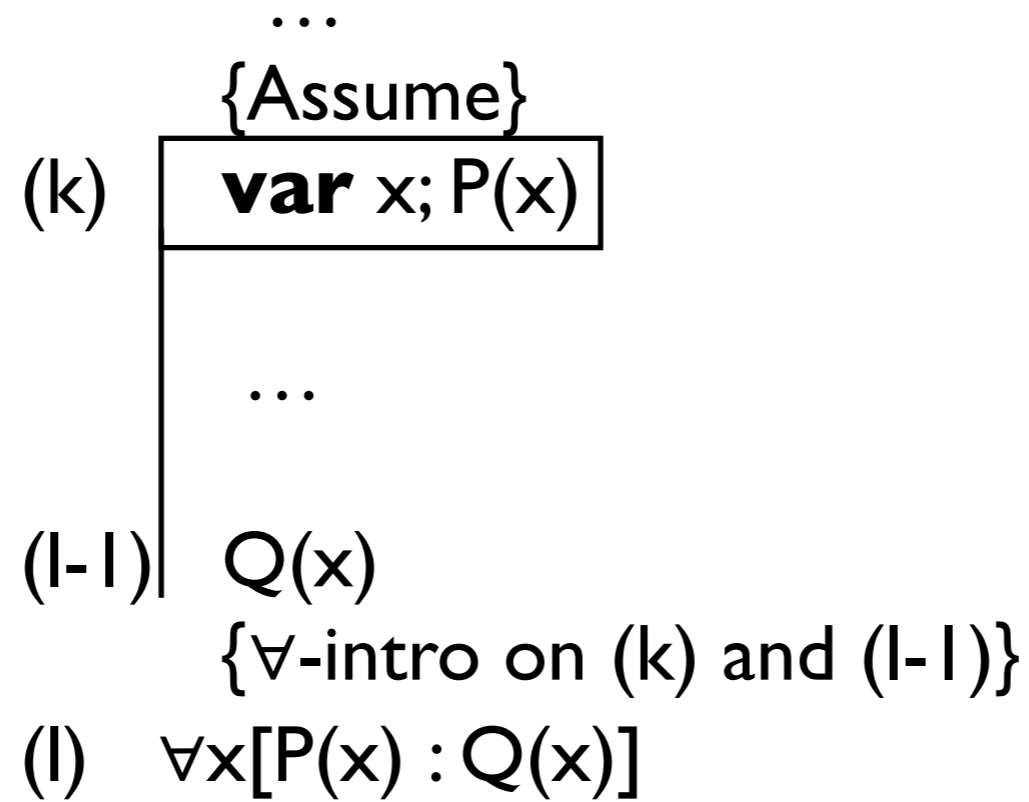 …
{Assume}
(k) var x; P(x)
…
(l-1) Q(x)
{∀-intro on (k) and (l-1)}
(l) ∀x[P(x) : Q(x)]